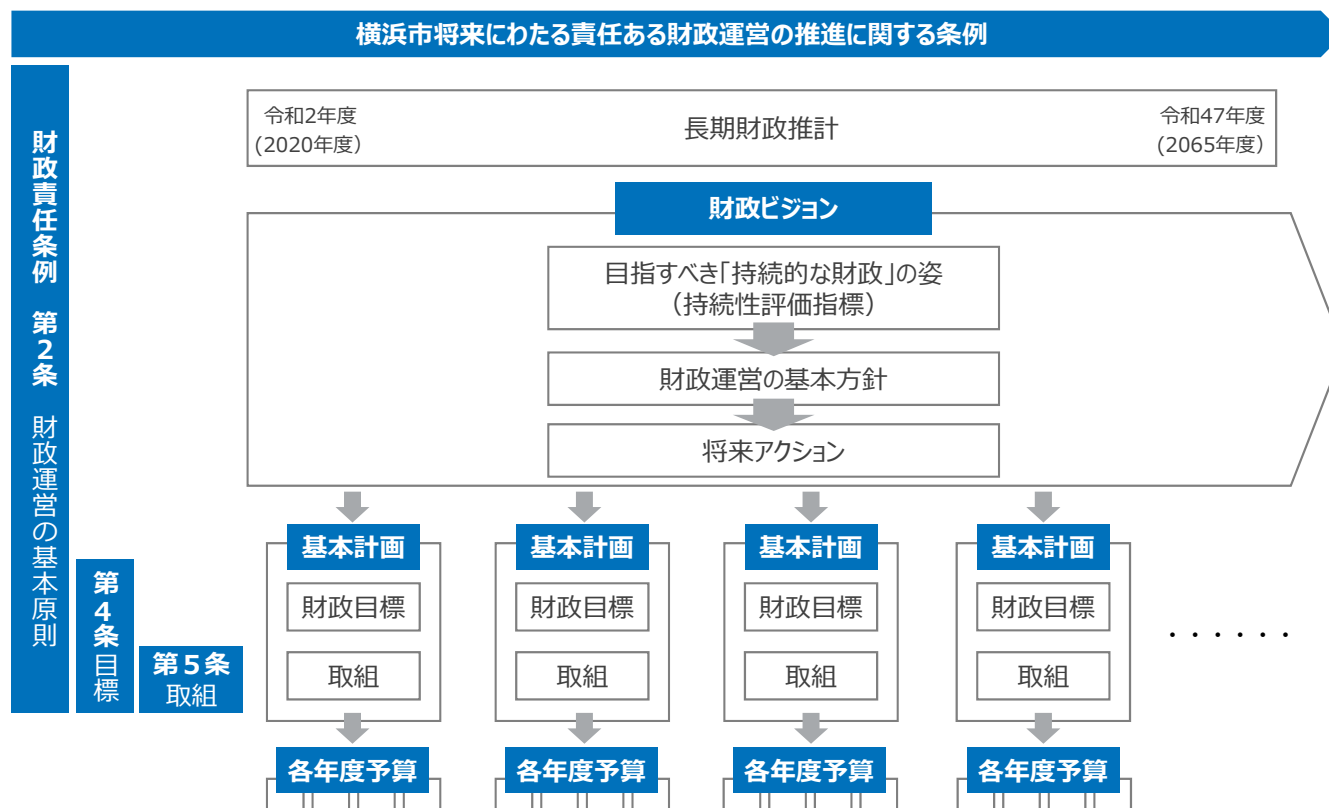 横浜市将来にわたる責任ある財政運営の推進に関する条例
財政責任条例 第2条 財政運営の基本原則
第4条 目標
第5条
取組
令和2年度
(2020年度)
長期財政推計
令和47年度
(2065年度)
財政ビジョン
目指すべき「持続的な財政」の姿
(持続性評価指標)
財政運営の基本方針
将来アクション
基本計画
基本計画
基本計画
基本計画
財政目標
財政目標
財政目標
財政目標
・・・・・・
取組
取組
取組
取組
各年度予算
各年度予算
各年度予算
各年度予算